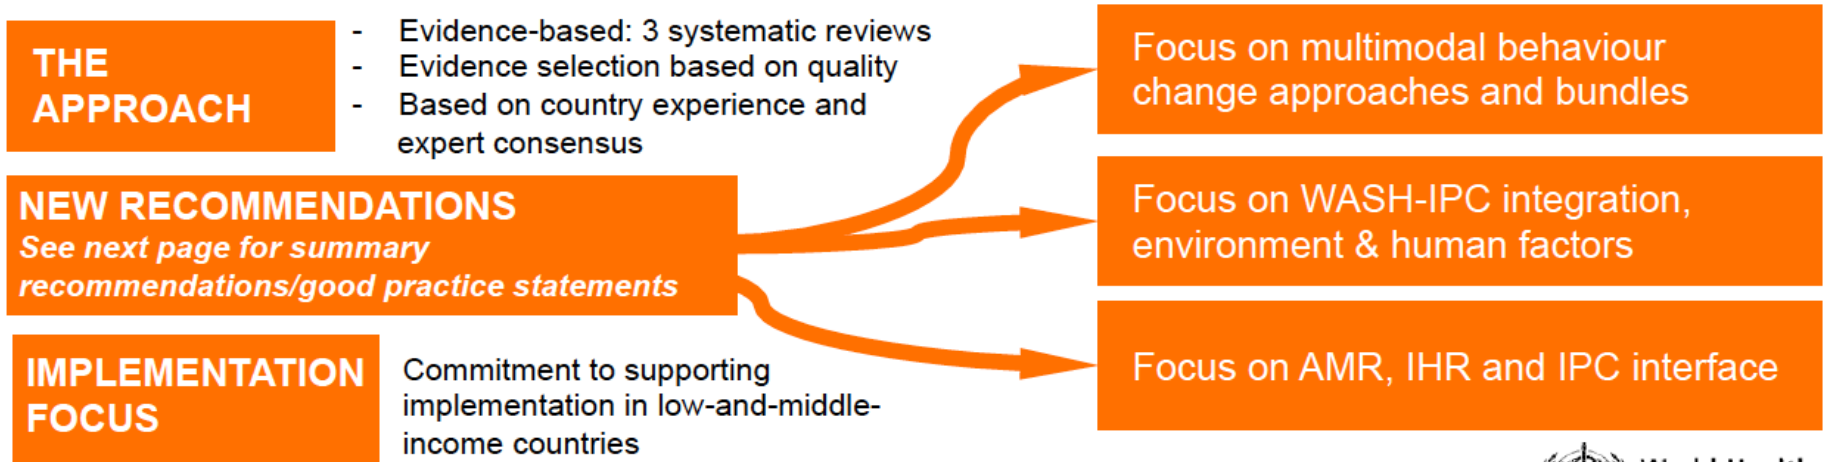 THE
APPROACH
- Evidence-based: 3 systematic reviews
- Evidence selection based on quality
- Based on country experience and
expert consensus
NEW RECOMMENDATIONS
See next page for summary
recommendations/good practice statements
IMPLEMENTATION
FOCUS
Commitment to supporting
implementation in low-and-middle-
income countries
Focus on multimodal behaviour
change approaches and bundles
Focus on WASH-IPC integration,
environment & human factors
Focus on AMR, IHR and IPC interface